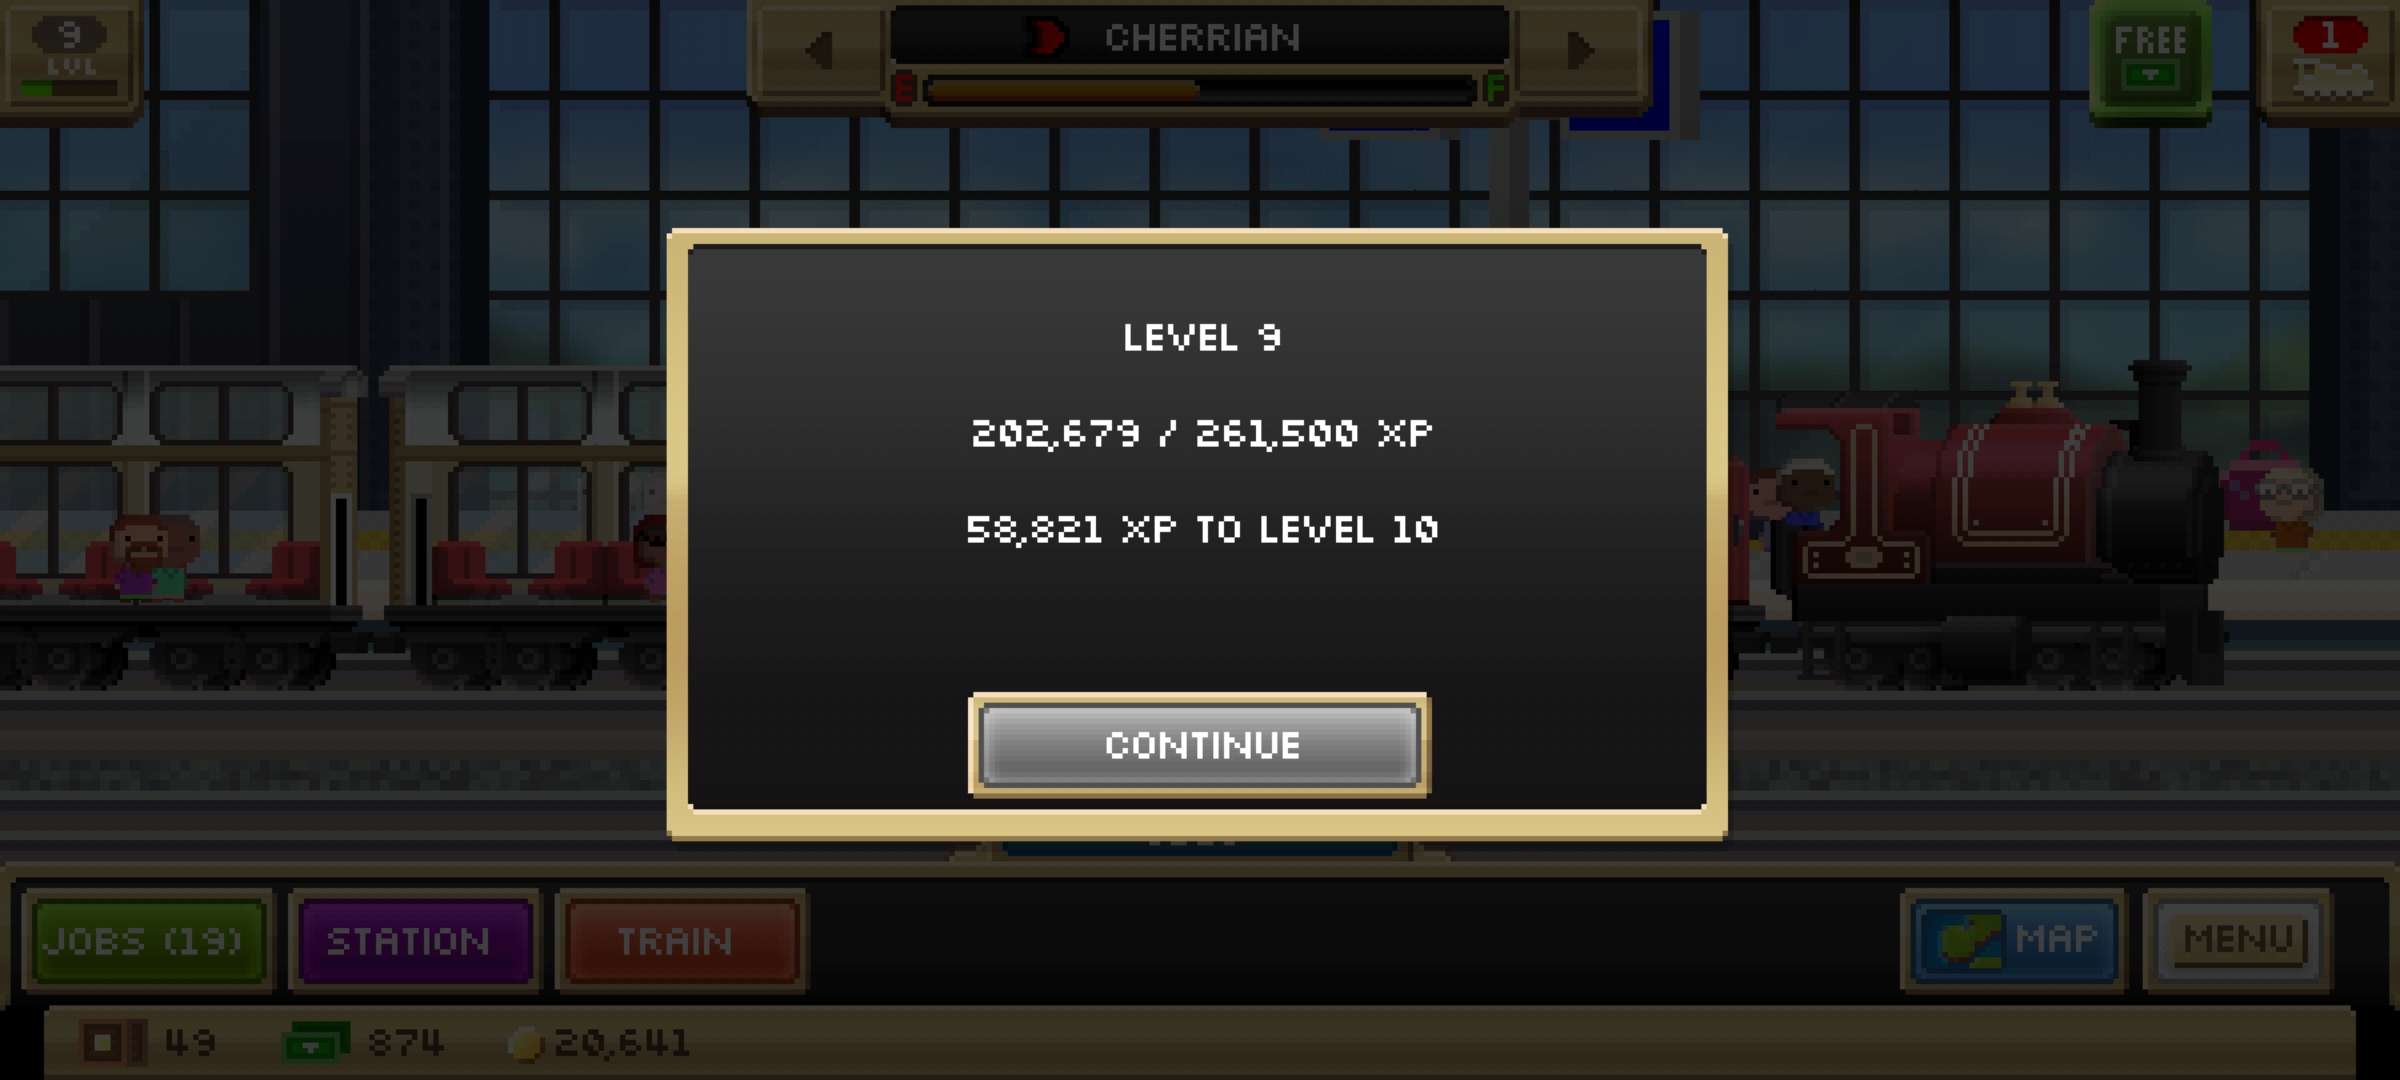 9
LVL
CHERRIAN
E
F
FREE
1
LEVEL 9
202,679 / 261,500 XP
58,821 XP TO LEVEL 10
CONTINUE
JOBS (19)
STATION
TRAIN
MAP
MENU
49
874
20,641